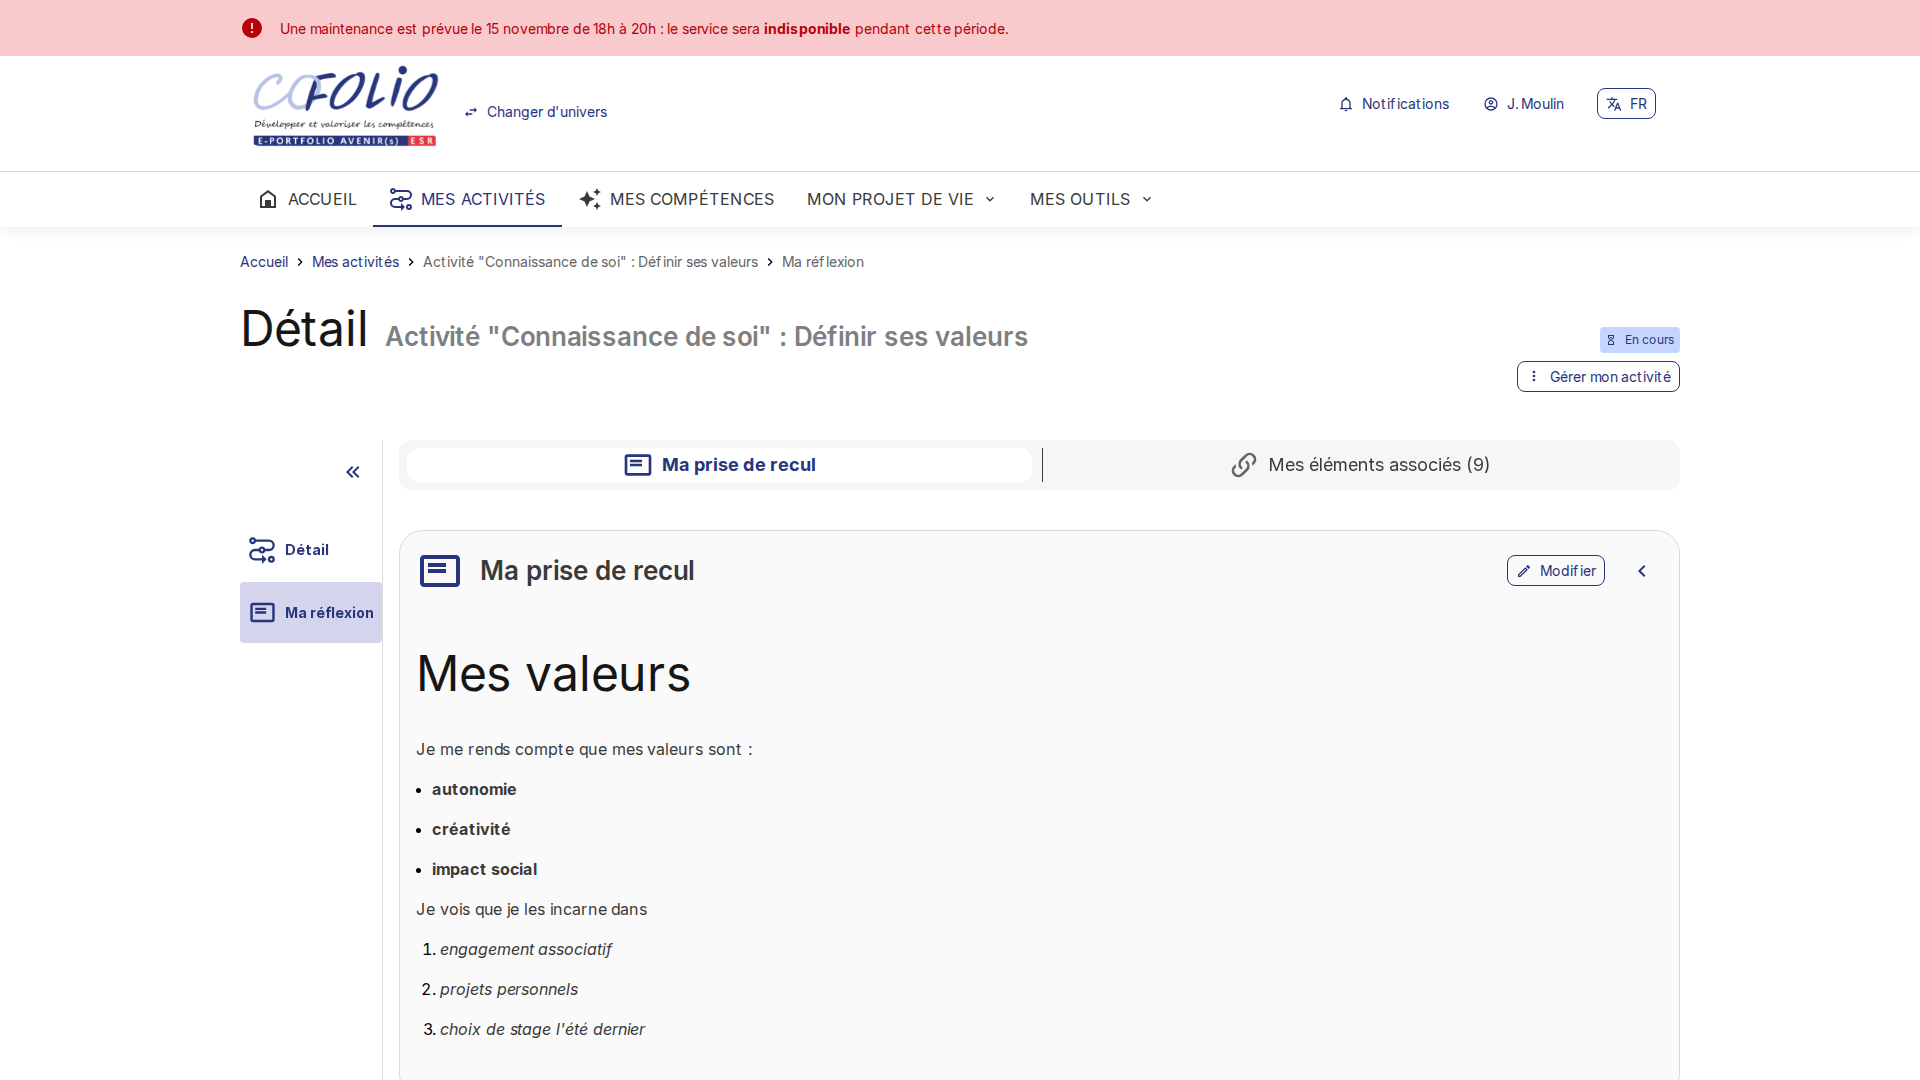 Une maintenance est prévue le 15 novembre de 18h à 20h : le service sera indisponible pendant cette période.
COFOLIO
Développer et valoriser les compétences
E-PORTFOLIO AVENIR(s) ESR
Changer d'univers
Notifications
J. Moulin
FR
ACCUEIL
MES ACTIVITÉS
MES COMPÉTENCES
MON PROJET DE VIE
MES OUTILS
Accueil > Mes activités > Activité "Connaissance de soi" : Définir ses valeurs > Ma réflexion
Détail Activité "Connaissance de soi" : Définir ses valeurs
En cours
Gérer mon activité
Ma prise de recul
Mes éléments associés (9)
Détail
Ma réflexion
Ma prise de recul
Modifier
Mes valeurs
Je me rends compte que mes valeurs sont :
• autonomie
• créativité
• impact social
Je vois que je les incarne dans
1. engagement associatif
2. projets personnels
3. choix de stage l'été dernier